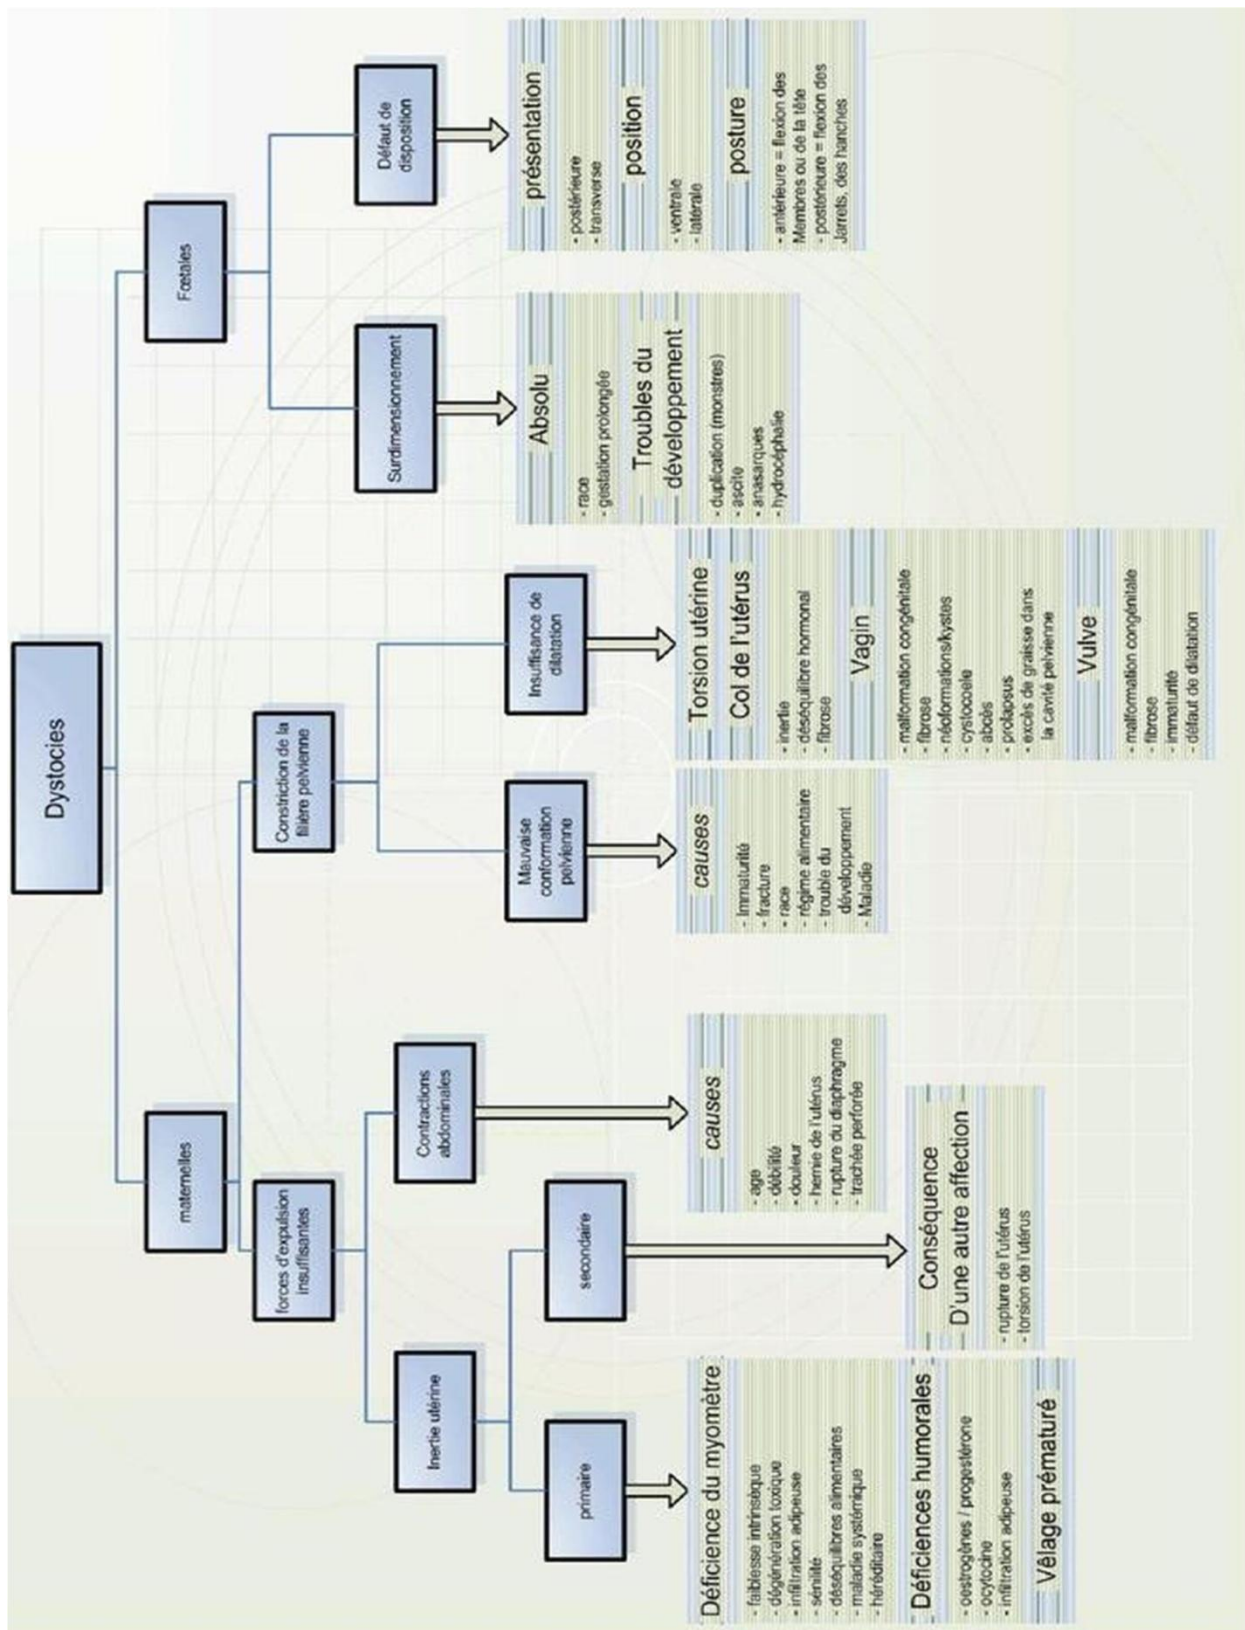 Dystocies
maternelles
Fœtales
forces d'expulsion
insuffisantes
Constriction de la
filière pelvienne
Surdimensionnement
Défaut de
disposition
Inertie utérine
Contractions
abdominales
Mauvaise
conformation
pelvienne
Insuffisance de
dilatation
primaire
secondaire
Déficience du myomètre
- faiblesse intrinsèque
- dégénération toxique
- infiltration adipeuse
- sénilité
- déséquilibres alimentaires
- maladie systémique
- héréditaire
Déficiences humorales
- oestrogènes / progestérone
- ocytocine
- infiltration adipeuse
Vêlage prématuré
Conséquence
D'une autre affection
- rupture de l'utérus
- torsion de l'utérus
causes
- age
- débilité
- douleur
- hernie de l'utérus
- rupture du diaphragme
- trachée perforée
causes
- Immaturité
- fracture
- race
- régime alimentaire
- trouble du
développement
- Maladie
Torsion utérine
Col de l'utérus
- inertie
- déséquilibre hormonal
- fibrose
Vagin
- malformation congénitale
- fibrose
- néoformations/kystes
- cystocoele
- abcès
- prolapsus
- excès de graisse dans
la cavité pelvienne
Vulve
- malformation congénitale
- fibrose
- immaturité
- défaut de dilatation
Absolu
- race
- gestation prolongée
Troubles du
développement
- duplication (monstres)
- ascite
- anasarques
- hydrocéphalie
présentation
- postérieure
- transverse
position
- ventrale
- latérale
posture
- antérieure = flexion des
Membres ou de la tête
- postérieure = flexion des
Jarrets, des hanches